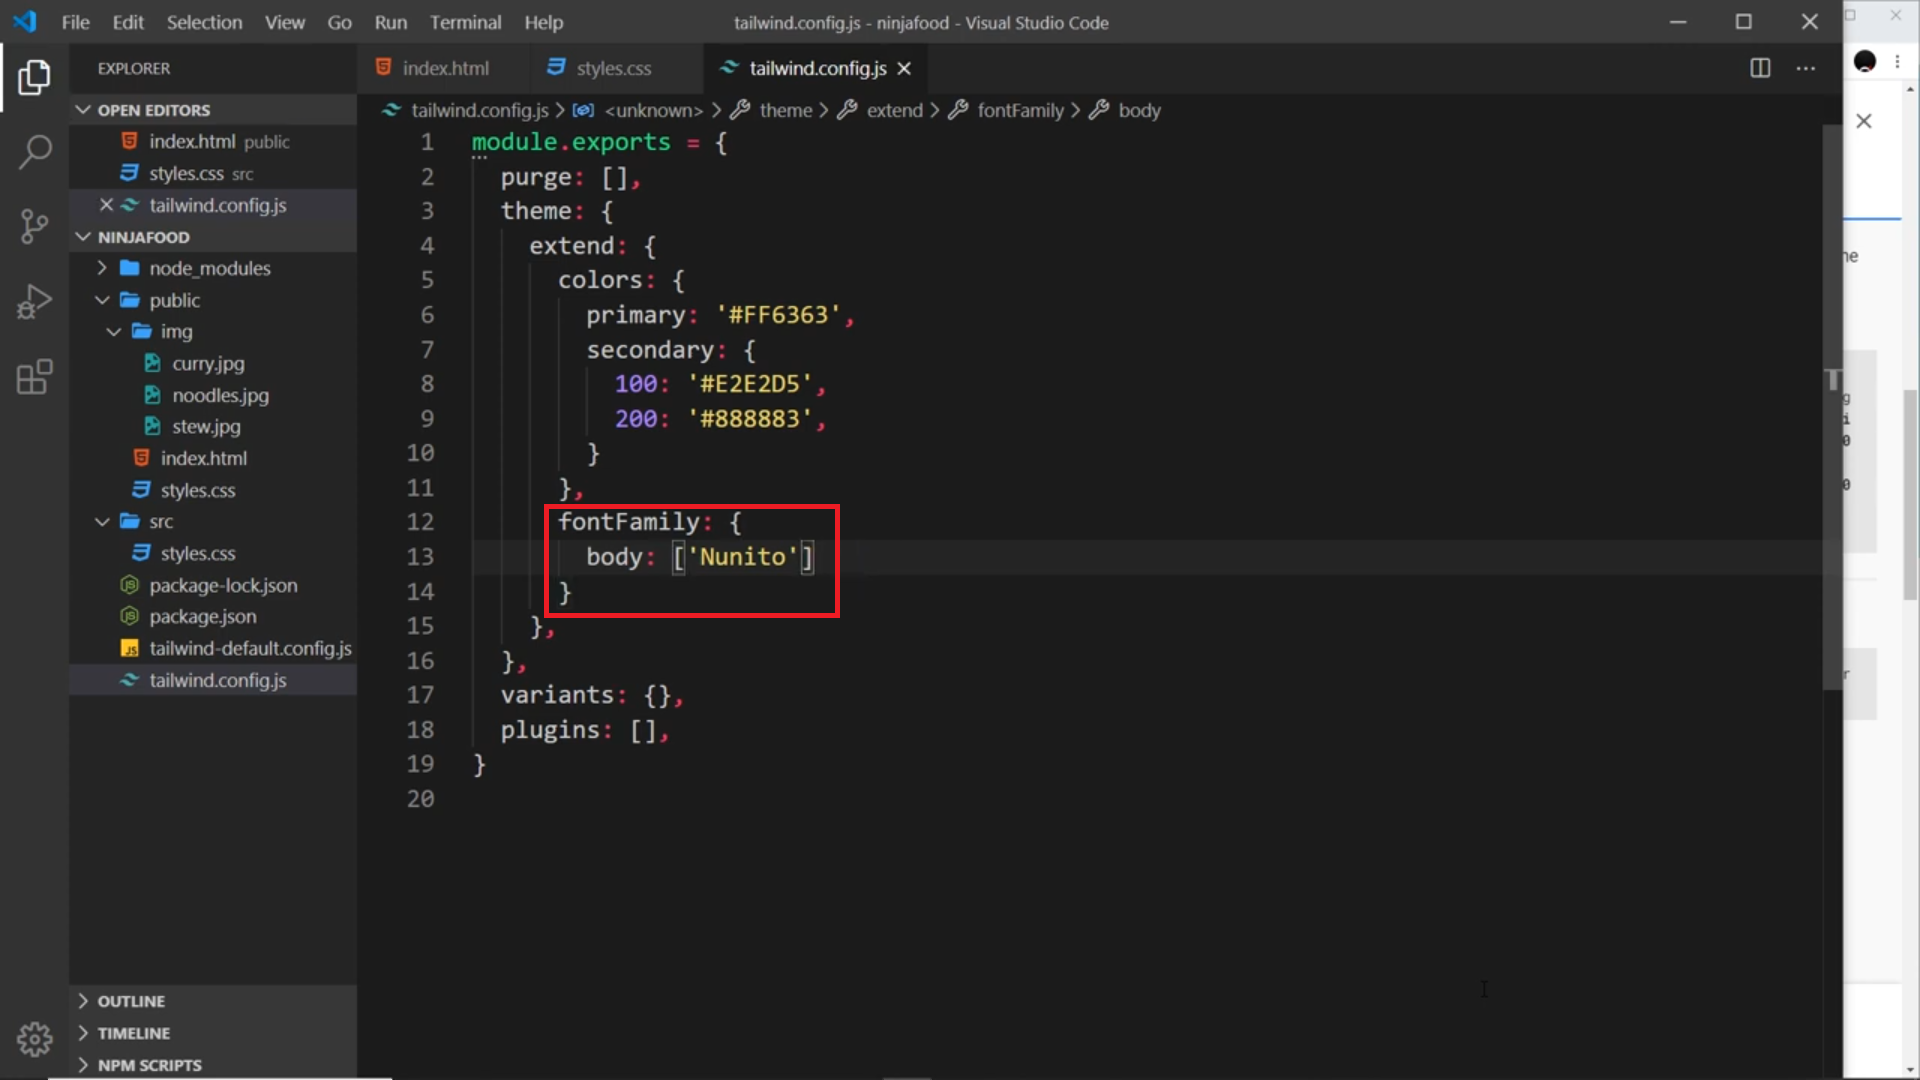 File Edit Selection View Go Run Terminal Help
tailwind.config.js - ninjafood - Visual Studio Code
EXPLORER
OPEN EDITORS
index.html public
styles.css src
tailwind.config.js
NINJAFOOD
node_modules
public
img
curry.jpg
noodles.jpg
stew.jpg
index.html
styles.css
src
styles.css
package-lock.json
package.json
tailwind-default.config.js
tailwind.config.js
OUTLINE
TIMELINE
NPM SCRIPTS
index.html styles.css tailwind.config.js
tailwind.config.js > <unknown> > theme > extend > fontFamily > body
1 module.exports = {
2 purge: [],
3 theme: {
4 extend: {
5 colors: {
6 primary: '#FF6363',
7 secondary: {
8 100: '#E2E2D5',
9 200: '#888883',
10 }
11 },
12 fontFamily: {
13 body: ['Nunito']
14 }
15 },
16 },
17 variants: {},
18 plugins: [],
19 }
20